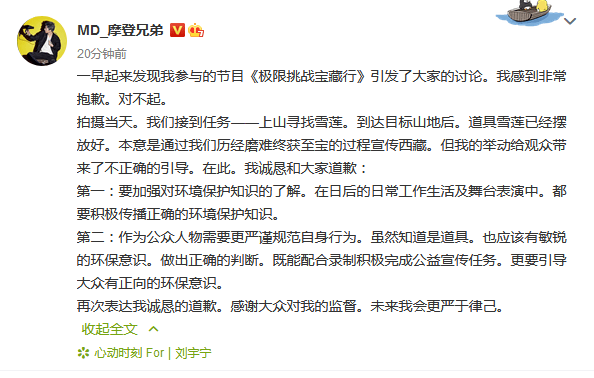 MD_摩登兄弟
20分钟前
一早起来发现我参与的节目《极限挑战宝藏行》引发了大家的讨论。我感到非常
抱歉。对不起。
拍摄当天。我们接到任务——上山寻找雪莲。到达目标山地后。道具雪莲已经摆
放好。本意是通过我们历经磨难终获至宝的过程宣传西藏。但我的举动给观众带
来了不正确的引导。在此。我诚恳和大家道歉：
第一：要加强对环境保护知识的了解。在日后的日常工作生活及舞台表演中。都
要积极传播正确的环境保护知识。
第二：作为公众人物需要更严谨规范自身行为。虽然知道是道具。也应该有敏锐
的环保意识。做出正确的判断。既能配合录制积极完成公益宣传任务。更要引导
大众有正向的环保意识。
再次表达我诚恳的道歉。感谢大众对我的监督。未来我会更严于律己。
收起全文
心动时刻 For | 刘宇宁